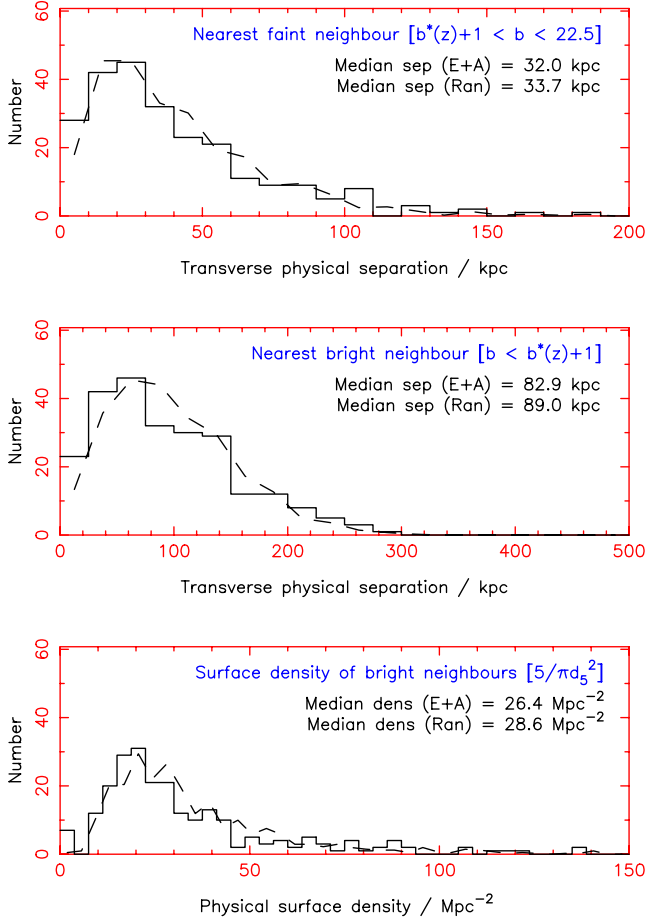 Nearest faint neighbour [b*(z)+1 < b < 22.5]
Median sep (E+A) = 32.0 kpc
Median sep (Ran) = 33.7 kpc
Number
0 20 40 60
0 50 100 150 200
Transverse physical separation / kpc
Nearest bright neighbour [b < b*(z)+1]
Median sep (E+A) = 82.9 kpc
Median sep (Ran) = 89.0 kpc
Number
0 20 40 60
0 100 200 300 400 500
Transverse physical separation / kpc
Surface density of bright neighbours [5/πd₅²]
Median dens (E+A) = 26.4 Mpc⁻²
Median dens (Ran) = 28.6 Mpc⁻²
Number
0 20 40 60
0 50 100 150
Physical surface density / Mpc⁻²